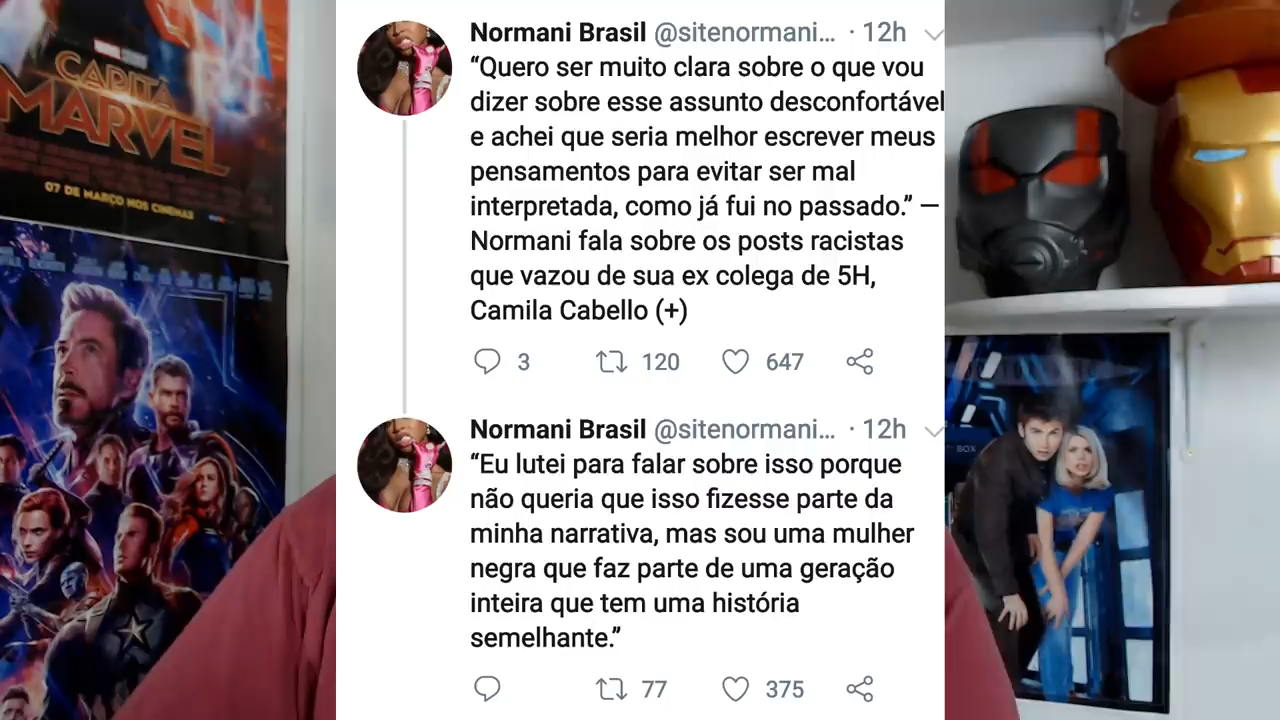 CAPITÃ
MARVEL
07 DE MARÇO NOS CINEMAS
Normani Brasil @sitenormani... · 12h
“Quero ser muito clara sobre o que vou
dizer sobre esse assunto desconfortável
e achei que seria melhor escrever meus
pensamentos para evitar ser mal
interpretada, como já fui no passado.” —
Normani fala sobre os posts racistas
que vazou de sua ex colega de 5H,
Camila Cabello (+)
3 120 647
Normani Brasil @sitenormani... · 12h
“Eu lutei para falar sobre isso porque
não queria que isso fizesse parte da
minha narrativa, mas sou uma mulher
negra que faz parte de uma geração
inteira que tem uma história
semelhante.”
77 375
BOX